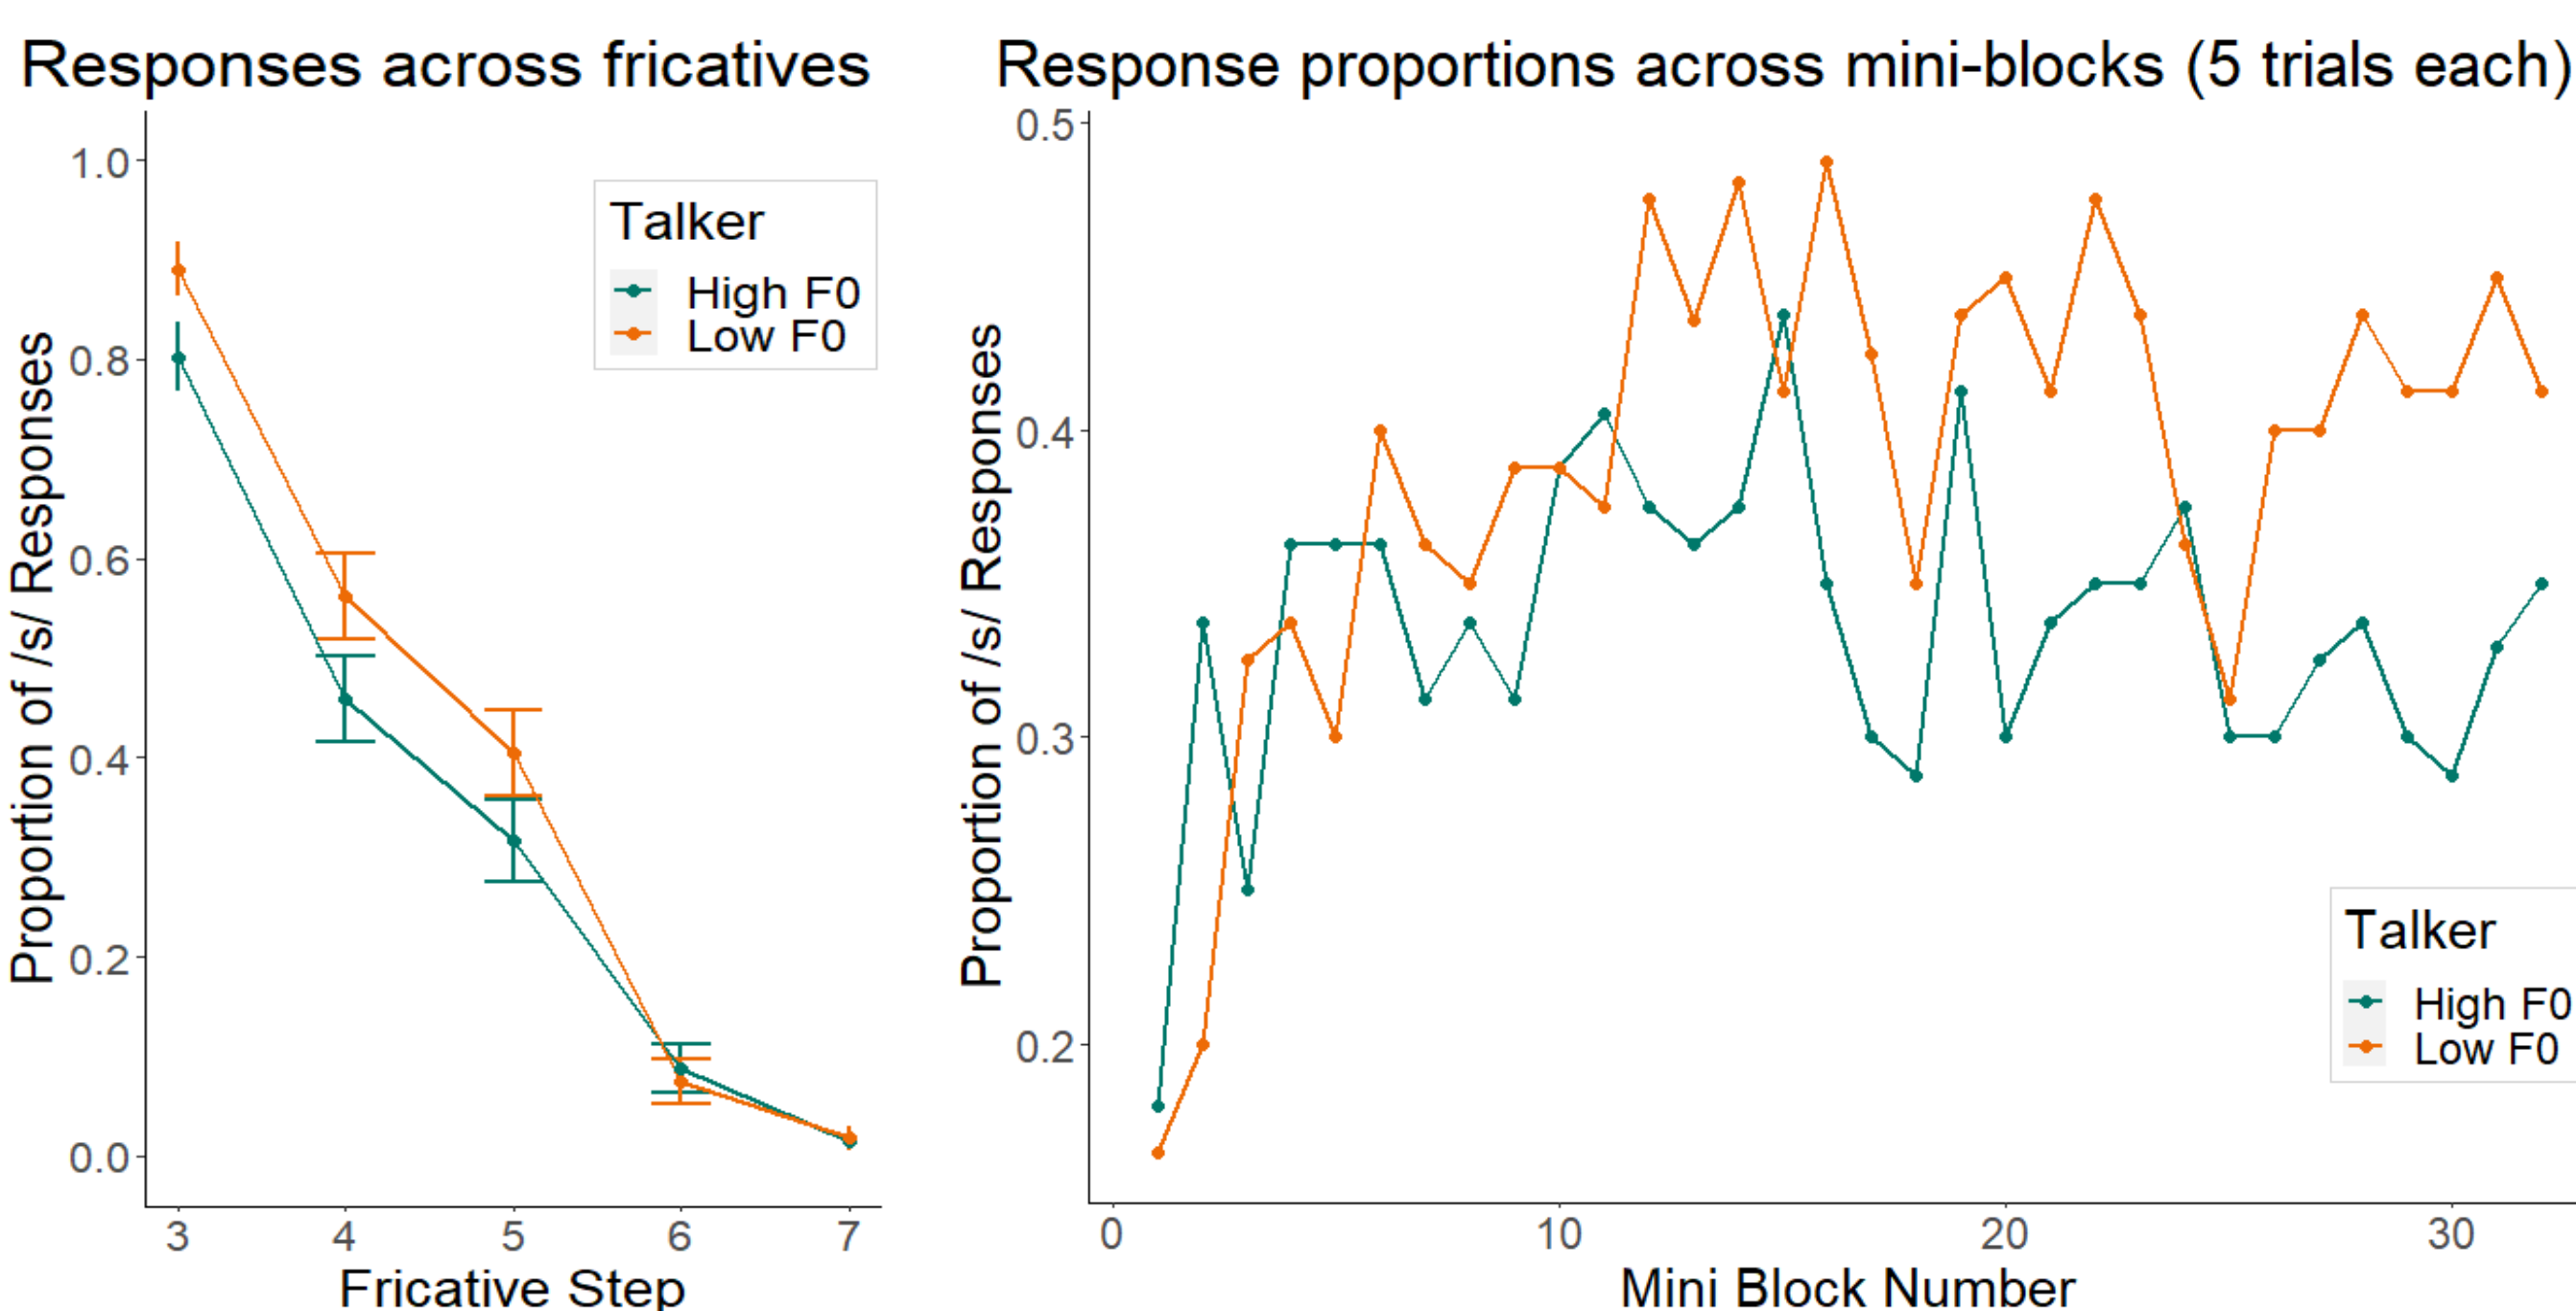 Responses across fricatives
Proportion of /s/ Responses
1.0
0.8
0.6
0.4
0.2
0.0
Talker
High F0
Low F0
3 4 5 6 7
Fricative Step
Response proportions across mini-blocks (5 trials each)
Proportion of /s/ Responses
0.5
0.4
0.3
0.2
Talker
High F0
Low F0
0 10 20 30
Mini Block Number